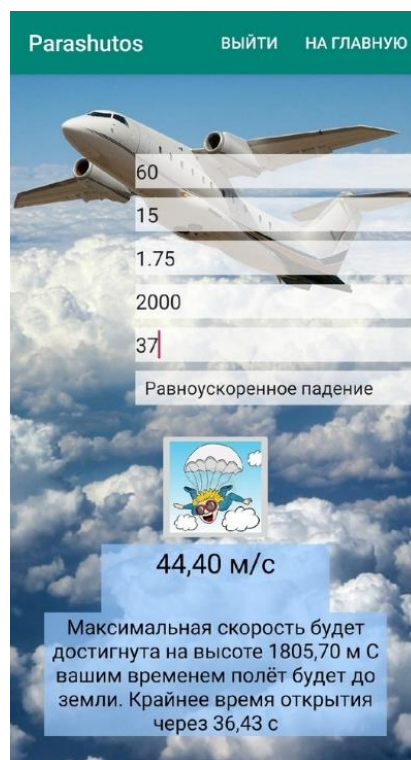 Parashutos ВЫЙТИ НА ГЛАВНУЮ
60
15
1.75
2000
37
Равноускоренное падение
44,40 м/с
Максимальная скорость будет
достигнута на высоте 1805,70 м С
вашим временем полёт будет до
земли. Крайнее время открытия
через 36,43 с